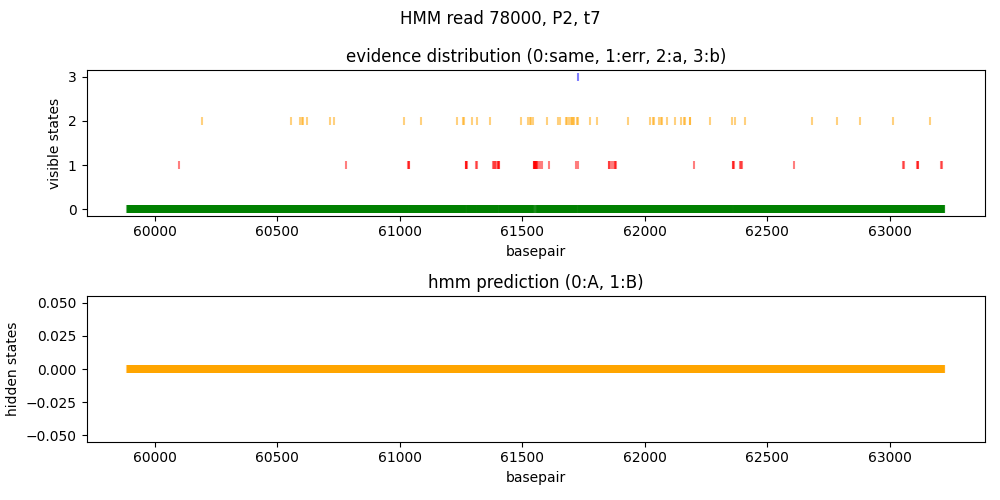 HMM read 78000, P2, t7
evidence distribution (0:same, 1:err, 2:a, 3:b)
visible states
3
2
1
0
60000 60500 61000 61500 62000 62500 63000
basepair
hmm prediction (0:A, 1:B)
hidden states
0.050
0.025
0.000
−0.025
−0.050
60000 60500 61000 61500 62000 62500 63000
basepair